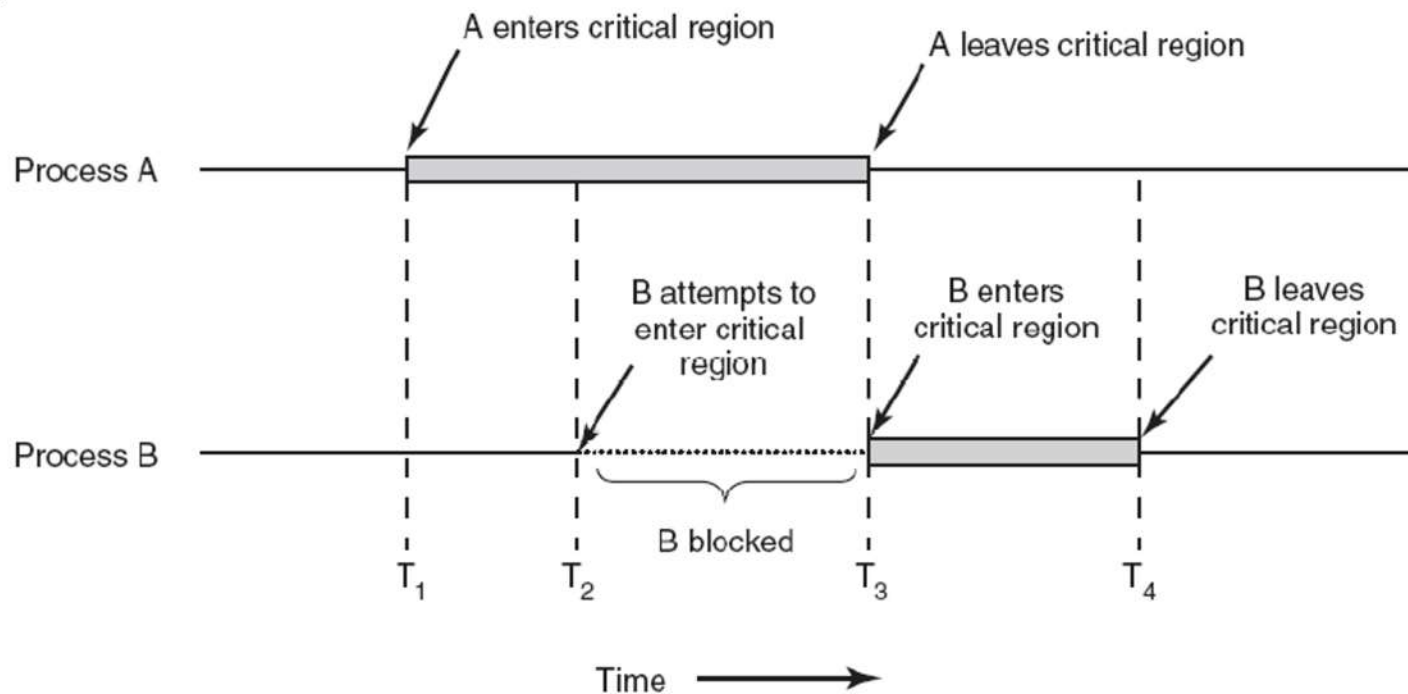 A enters critical region
A leaves critical region
Process A
B attempts to
enter critical
region
B enters
critical region
B leaves
critical region
Process B
B blocked
T1
T2
T3
T4
Time